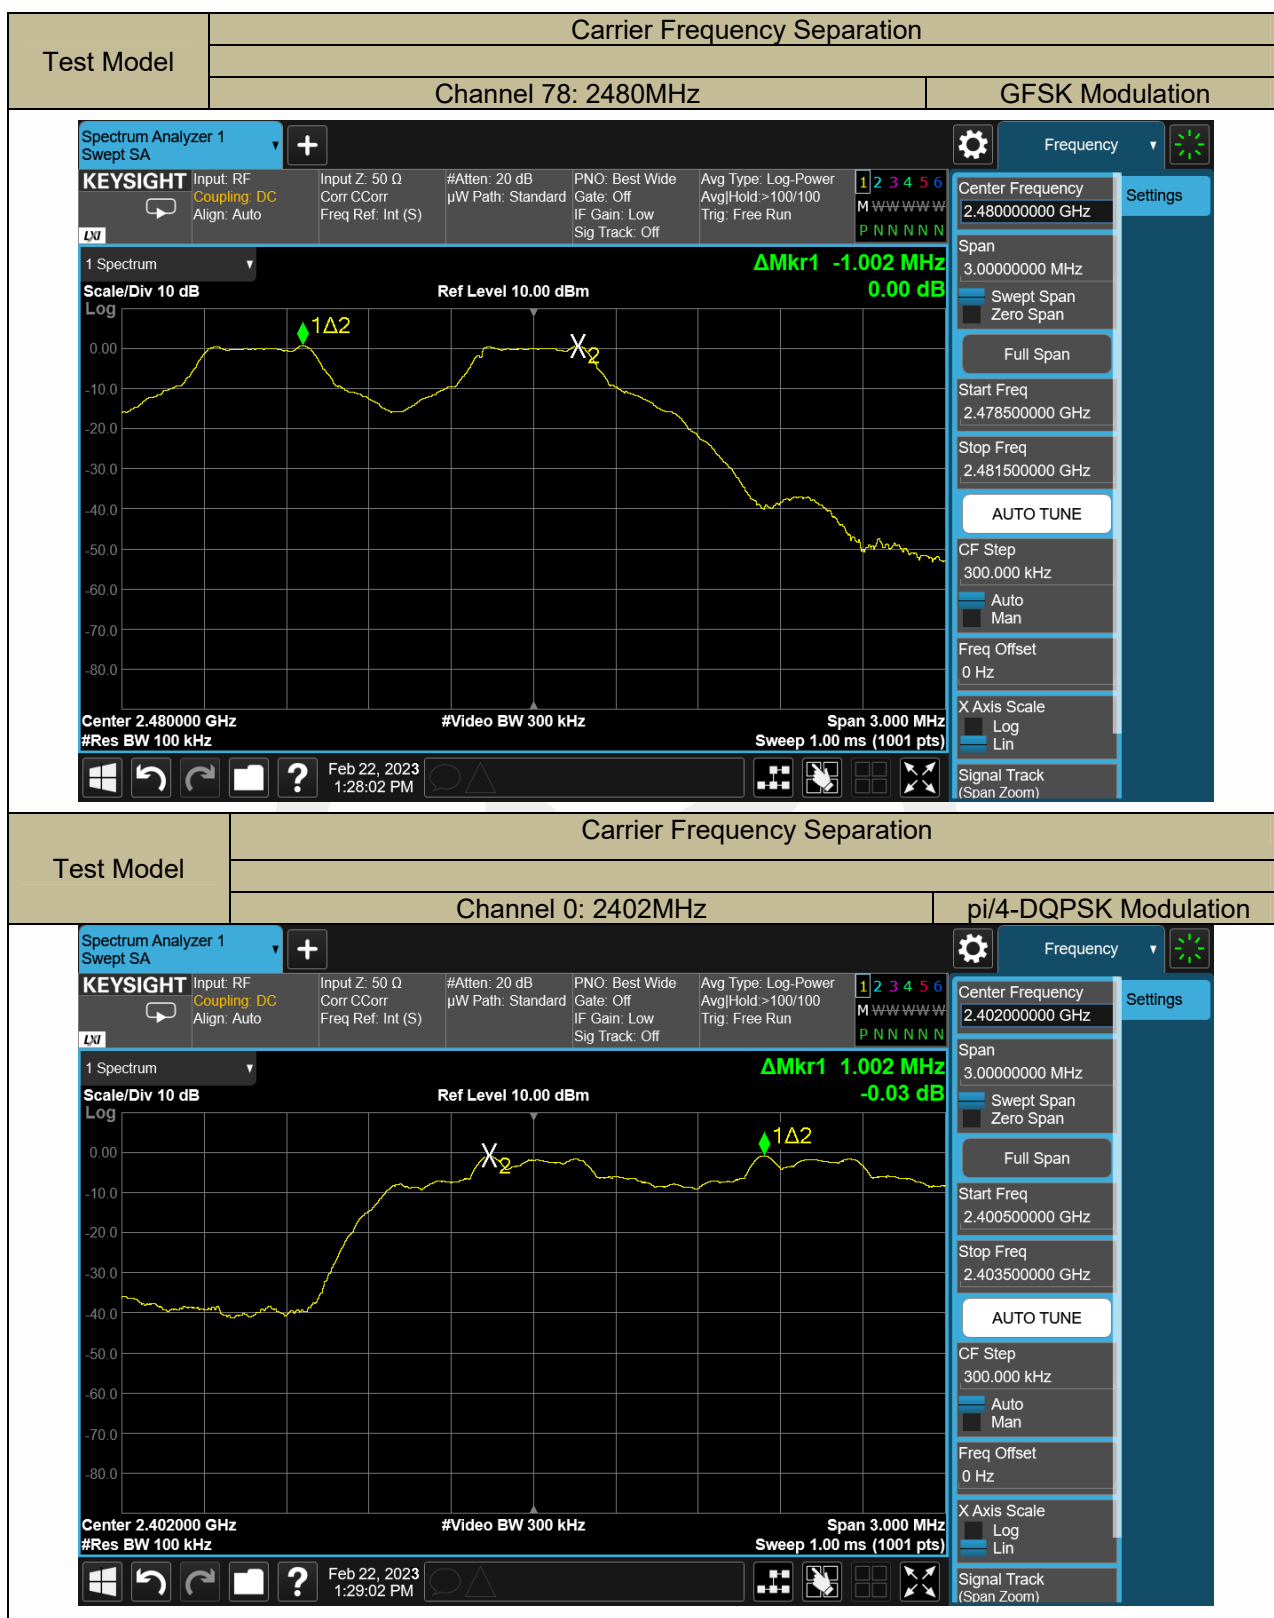 Test Model
Carrier Frequency Separation
Channel 78: 2480MHz
GFSK Modulation
Spectrum Analyzer 1
Swept SA
Frequency
KEYSIGHT
LXI
Input: RF
Coupling: DC
Align: Auto
Input Z: 50 Ω
Corr CCorr
Freq Ref: Int (S)
#Atten: 20 dB
µW Path: Standard
PNO: Best Wide
Gate: Off
IF Gain: Low
Sig Track: Off
Avg Type: Log-Power
Avg|Hold:>100/100
Trig: Free Run
1 2 3 4 5 6
M W W W W W
P N N N N N
Center Frequency
2.480000000 GHz
Settings
Span
3.00000000 MHz
Swept Span
Zero Span
Full Span
Start Freq
2.478500000 GHz
Stop Freq
2.481500000 GHz
AUTO TUNE
CF Step
300.000 kHz
Auto
Man
Freq Offset
0 Hz
X Axis Scale
Log
Lin
Signal Track
(Span Zoom)
1 Spectrum
ΔMkr1 -1.002 MHz
0.00 dB
Scale/Div 10 dB
Ref Level 10.00 dBm
Log
1Δ2
X2
0.00
-10.0
-20.0
-30.0
-40.0
-50.0
-60.0
-70.0
-80.0
Center 2.480000 GHz
#Video BW 300 kHz
Span 3.000 MHz
#Res BW 100 kHz
Sweep 1.00 ms (1001 pts)
?
Feb 22, 2023
1:28:02 PM
Test Model
Carrier Frequency Separation
Channel 0: 2402MHz
pi/4-DQPSK Modulation
Spectrum Analyzer 1
Swept SA
Frequency
KEYSIGHT
LXI
Input: RF
Coupling: DC
Align: Auto
Input Z: 50 Ω
Corr CCorr
Freq Ref: Int (S)
#Atten: 20 dB
µW Path: Standard
PNO: Best Wide
Gate: Off
IF Gain: Low
Sig Track: Off
Avg Type: Log-Power
Avg|Hold:>100/100
Trig: Free Run
1 2 3 4 5 6
M W W W W W
P N N N N N
Center Frequency
2.402000000 GHz
Settings
Span
3.00000000 MHz
Swept Span
Zero Span
Full Span
Start Freq
2.400500000 GHz
Stop Freq
2.403500000 GHz
AUTO TUNE
CF Step
300.000 kHz
Auto
Man
Freq Offset
0 Hz
X Axis Scale
Log
Lin
Signal Track
(Span Zoom)
1 Spectrum
ΔMkr1 1.002 MHz
-0.03 dB
Scale/Div 10 dB
Ref Level 10.00 dBm
Log
1Δ2
X2
0.00
-10.0
-20.0
-30.0
-40.0
-50.0
-60.0
-70.0
-80.0
Center 2.402000 GHz
#Video BW 300 kHz
Span 3.000 MHz
#Res BW 100 kHz
Sweep 1.00 ms (1001 pts)
?
Feb 22, 2023
1:29:02 PM